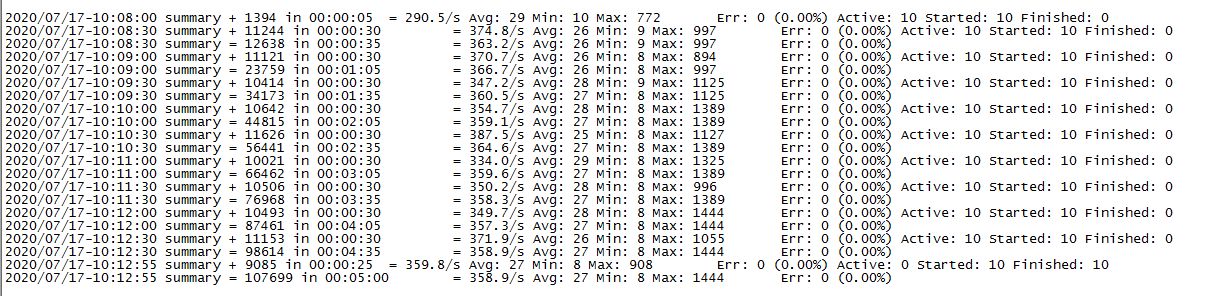 2020/07/17-10:08:00 summary + 1394 in 00:00:05 = 290.5/s Avg: 29 Min: 10 Max: 772 Err: 0 (0.00%) Active: 10 Started: 10 Finished: 0
2020/07/17-10:08:30 summary + 11244 in 00:00:30 = 374.8/s Avg: 26 Min: 9 Max: 997 Err: 0 (0.00%) Active: 10 Started: 10 Finished: 0
2020/07/17-10:08:30 summary = 12638 in 00:00:35 = 363.2/s Avg: 26 Min: 9 Max: 997 Err: 0 (0.00%)
2020/07/17-10:09:00 summary + 11121 in 00:00:30 = 370.7/s Avg: 26 Min: 8 Max: 894 Err: 0 (0.00%) Active: 10 Started: 10 Finished: 0
2020/07/17-10:09:00 summary = 23759 in 00:01:05 = 366.7/s Avg: 26 Min: 8 Max: 997 Err: 0 (0.00%)
2020/07/17-10:09:30 summary + 10414 in 00:00:30 = 347.2/s Avg: 28 Min: 9 Max: 1125 Err: 0 (0.00%) Active: 10 Started: 10 Finished: 0
2020/07/17-10:09:30 summary = 34173 in 00:01:35 = 360.5/s Avg: 27 Min: 8 Max: 1125 Err: 0 (0.00%)
2020/07/17-10:10:00 summary + 10642 in 00:00:30 = 354.7/s Avg: 28 Min: 8 Max: 1389 Err: 0 (0.00%) Active: 10 Started: 10 Finished: 0
2020/07/17-10:10:00 summary = 44815 in 00:02:05 = 359.1/s Avg: 27 Min: 8 Max: 1389 Err: 0 (0.00%)
2020/07/17-10:10:30 summary + 11626 in 00:00:30 = 387.5/s Avg: 25 Min: 8 Max: 1127 Err: 0 (0.00%) Active: 10 Started: 10 Finished: 0
2020/07/17-10:10:30 summary = 56441 in 00:02:35 = 364.6/s Avg: 27 Min: 8 Max: 1389 Err: 0 (0.00%)
2020/07/17-10:11:00 summary + 10021 in 00:00:30 = 334.0/s Avg: 29 Min: 8 Max: 1325 Err: 0 (0.00%) Active: 10 Started: 10 Finished: 0
2020/07/17-10:11:00 summary = 66462 in 00:03:05 = 359.6/s Avg: 27 Min: 8 Max: 1389 Err: 0 (0.00%)
2020/07/17-10:11:30 summary + 10506 in 00:00:30 = 350.2/s Avg: 28 Min: 8 Max: 996 Err: 0 (0.00%) Active: 10 Started: 10 Finished: 0
2020/07/17-10:11:30 summary = 76968 in 00:03:35 = 358.3/s Avg: 27 Min: 8 Max: 1389 Err: 0 (0.00%)
2020/07/17-10:12:00 summary + 10493 in 00:00:30 = 349.7/s Avg: 28 Min: 8 Max: 1444 Err: 0 (0.00%) Active: 10 Started: 10 Finished: 0
2020/07/17-10:12:00 summary = 87461 in 00:04:05 = 357.3/s Avg: 27 Min: 8 Max: 1444 Err: 0 (0.00%)
2020/07/17-10:12:30 summary + 11153 in 00:00:30 = 371.9/s Avg: 26 Min: 8 Max: 1055 Err: 0 (0.00%) Active: 10 Started: 10 Finished: 0
2020/07/17-10:12:30 summary = 98614 in 00:04:35 = 358.9/s Avg: 27 Min: 8 Max: 1444 Err: 0 (0.00%)
2020/07/17-10:12:55 summary + 9085 in 00:00:25 = 359.8/s Avg: 27 Min: 8 Max: 908 Err: 0 (0.00%) Active: 0 Started: 10 Finished: 10
2020/07/17-10:12:55 summary = 107699 in 00:05:00 = 358.9/s Avg: 27 Min: 8 Max: 1444 Err: 0 (0.00%)